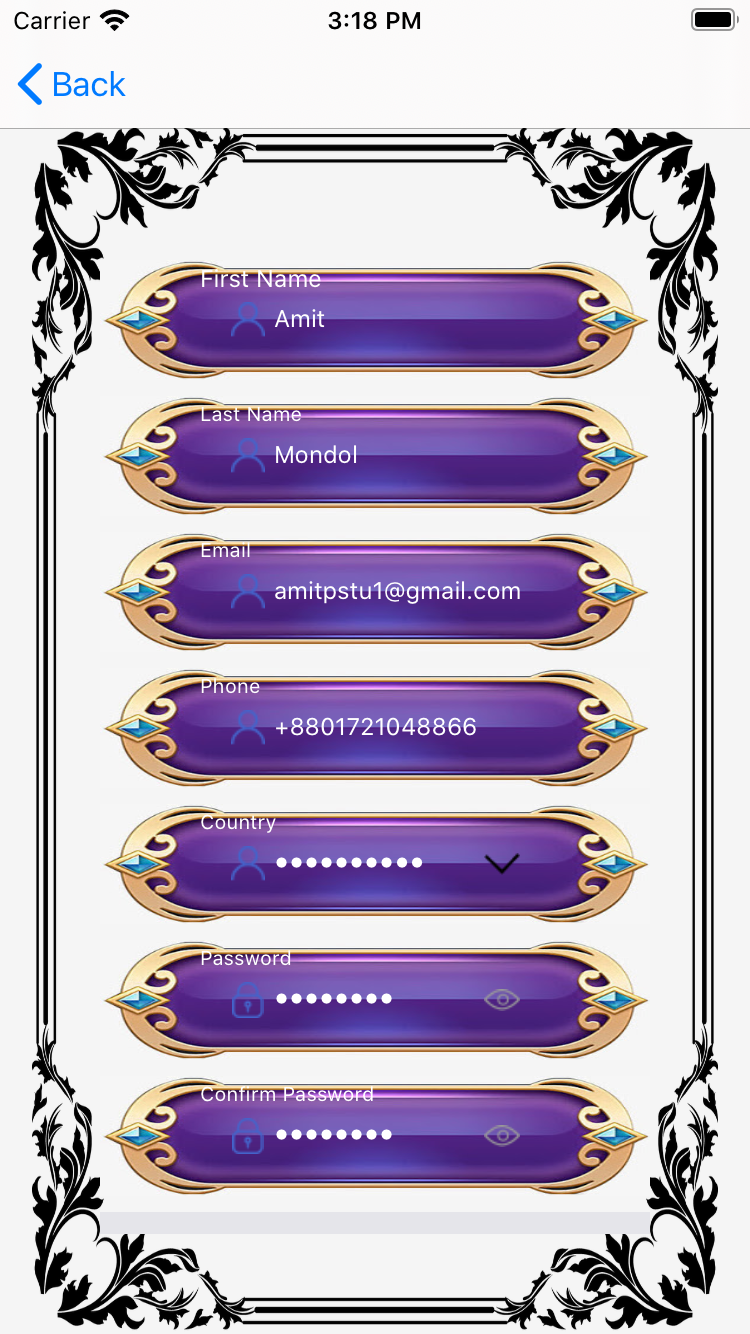 Carrier 3:18 PM
Back
First Name
Amit
Last Name
Mondol
Email
amitpstu1@gmail.com
Phone
+8801721048866
Country
••••••••••
Password
••••••••
Confirm Password
••••••••